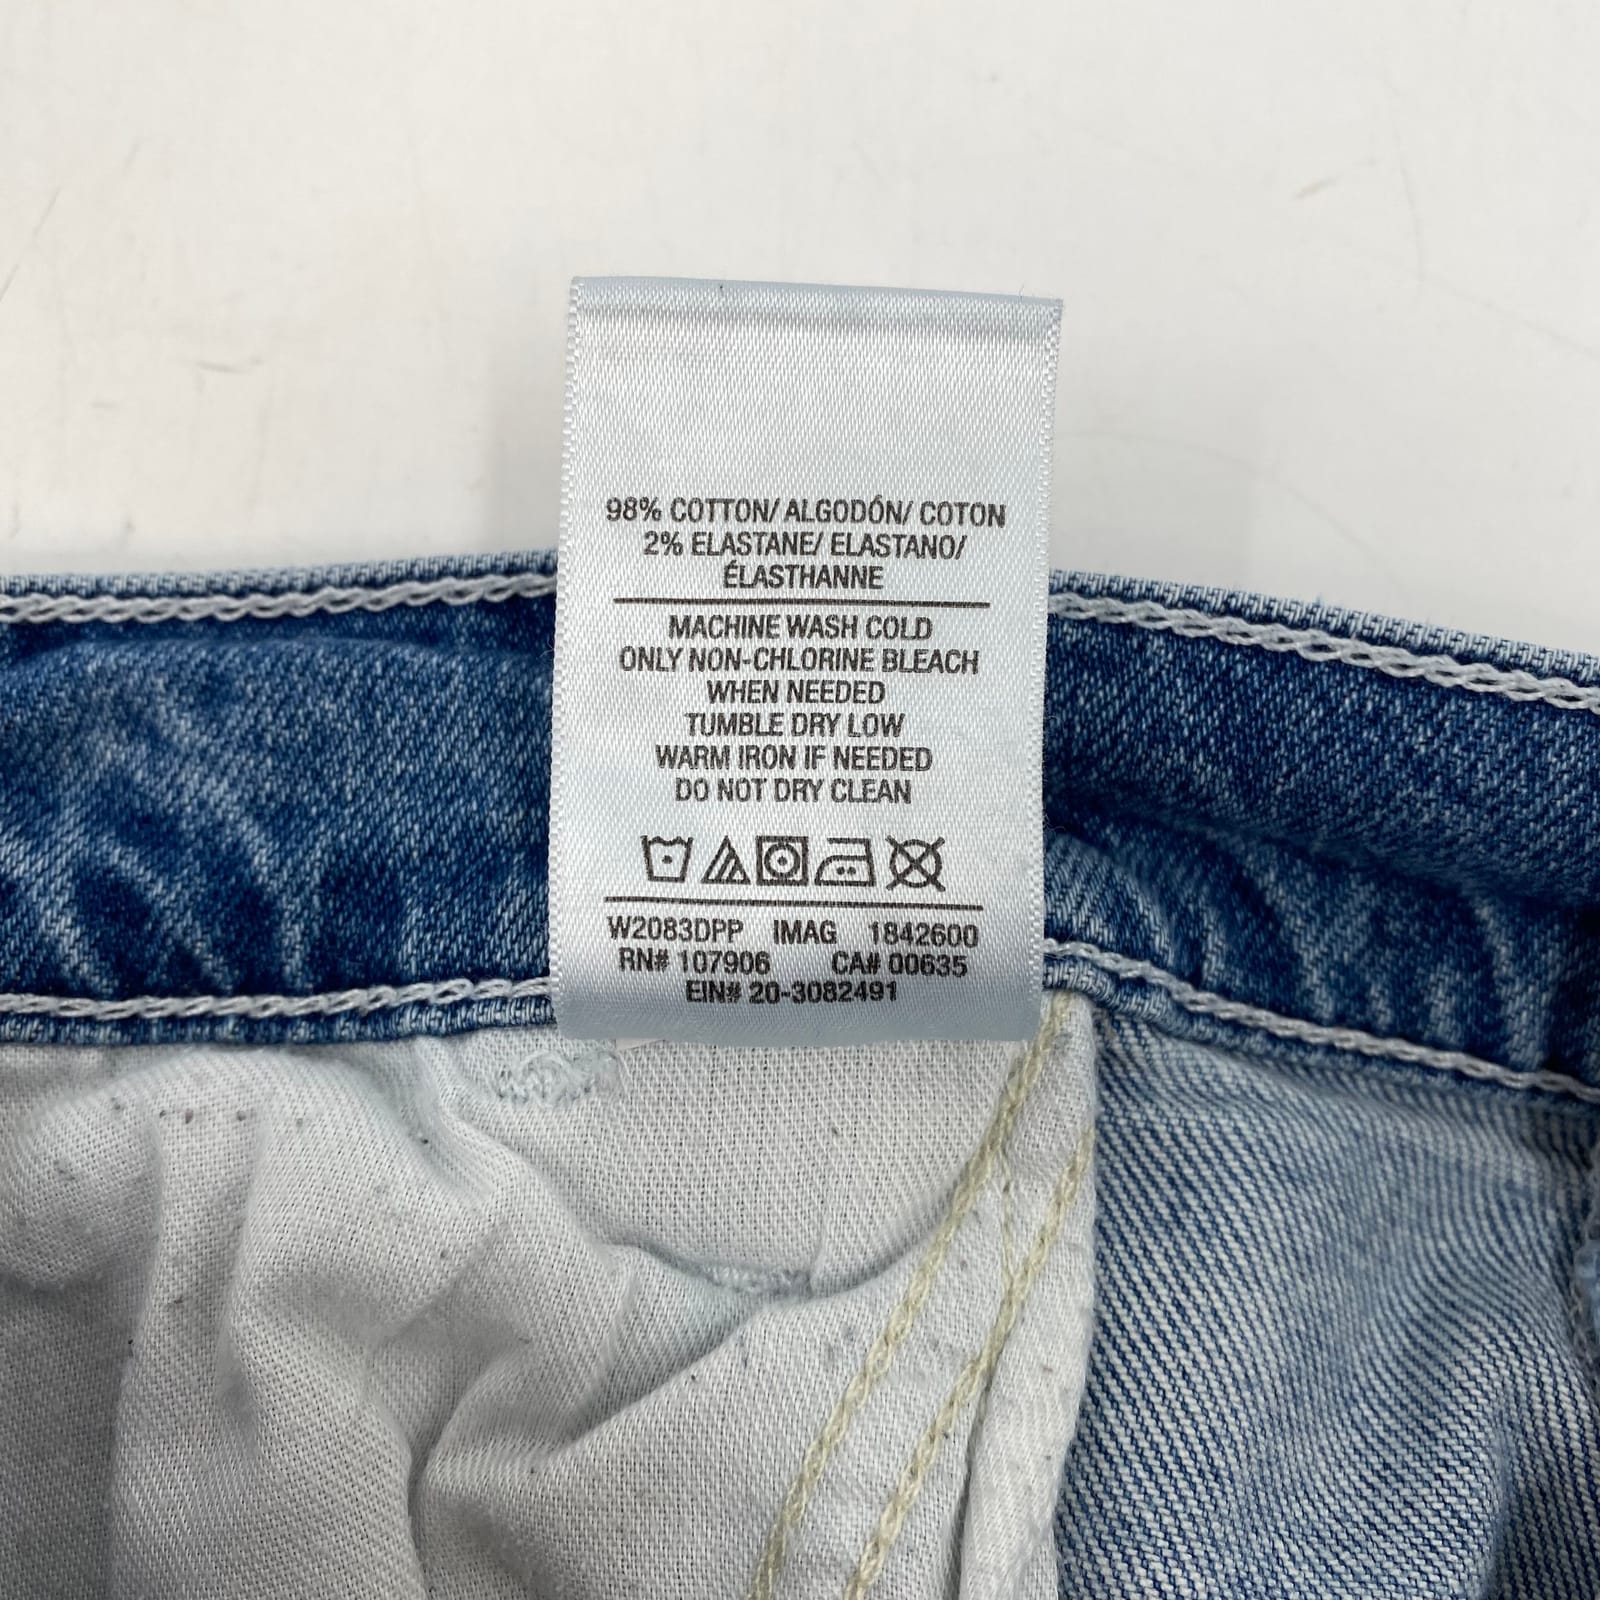 98% COTTON/ ALGODÓN/ COTON
2% ELASTANE/ ELASTANO/
ÉLASTHANNE
MACHINE WASH COLD
ONLY NON-CHLORINE BLEACH
WHEN NEEDED
TUMBLE DRY LOW
WARM IRON IF NEEDED
DO NOT DRY CLEAN
W2083DPP IMAG 1842600
RN# 107906 CA# 00635
EIN# 20-3082491